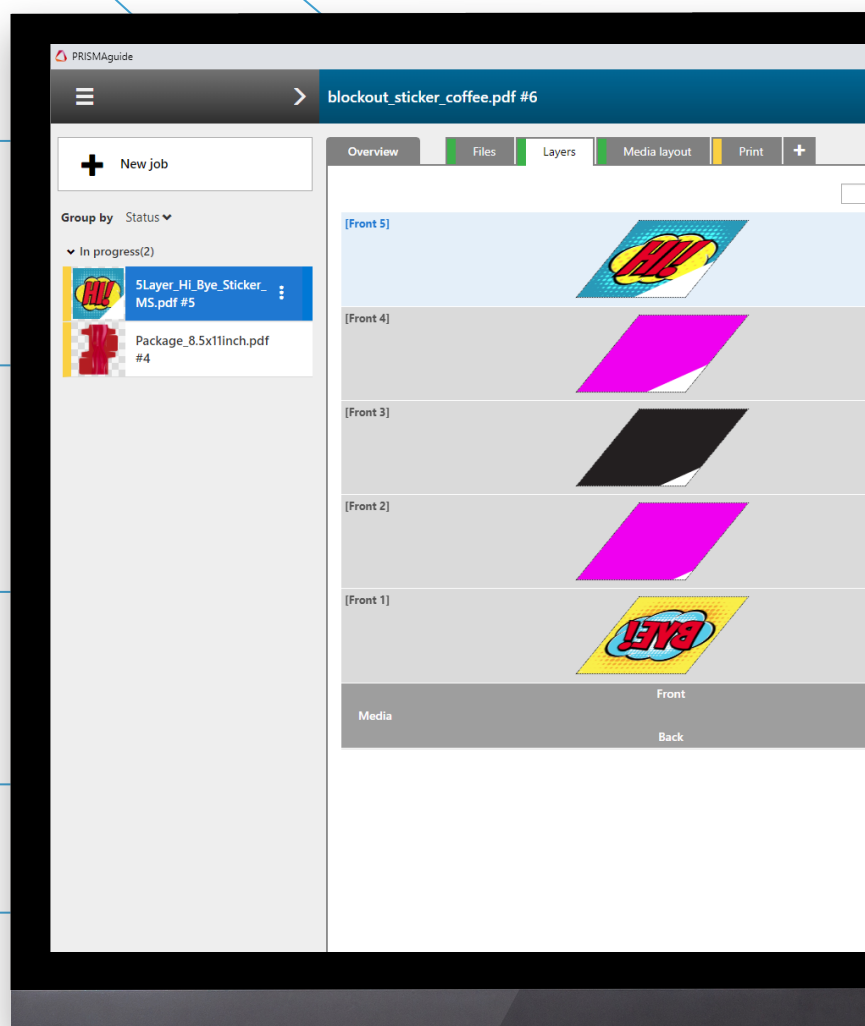 PRISMAguide
blockout_sticker_coffee.pdf #6
New job
Overview
Files
Layers
Media layout
Print
Group by Status
In progress(2)
5Layer_Hi_Bye_Sticker_
MS.pdf #5
Package_8.5x11inch.pdf
#4
[Front 5]
HI!
[Front 4]
[Front 3]
[Front 2]
[Front 1]
BYE!
Front
Media
Back